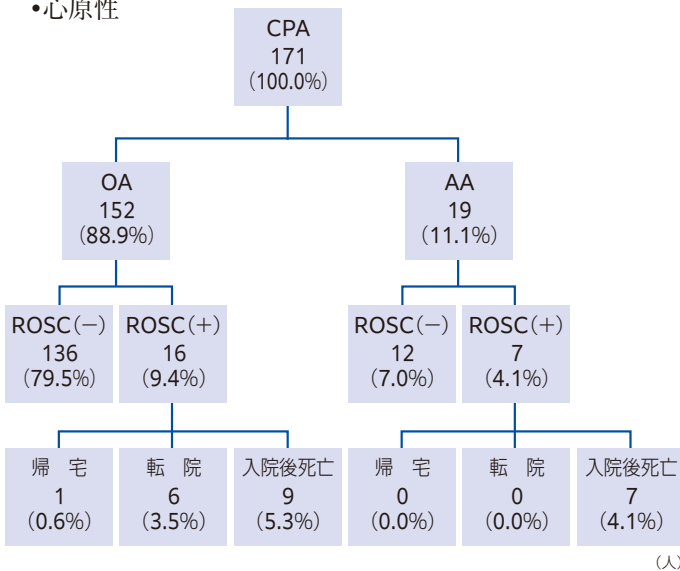 •心原性
CPA
171
（100.0%）
OA
152
（88.9%）
AA
19
（11.1%）
ROSC（－）
136
（79.5%）
ROSC（＋）
16
（9.4%）
ROSC（－）
12
（7.0%）
ROSC（＋）
7
（4.1%）
帰　宅
1
（0.6%）
転　院
6
（3.5%）
入院後死亡
9
（5.3%）
帰　宅
0
（0.0%）
転　院
0
（0.0%）
入院後死亡
7
（4.1%）
（人）